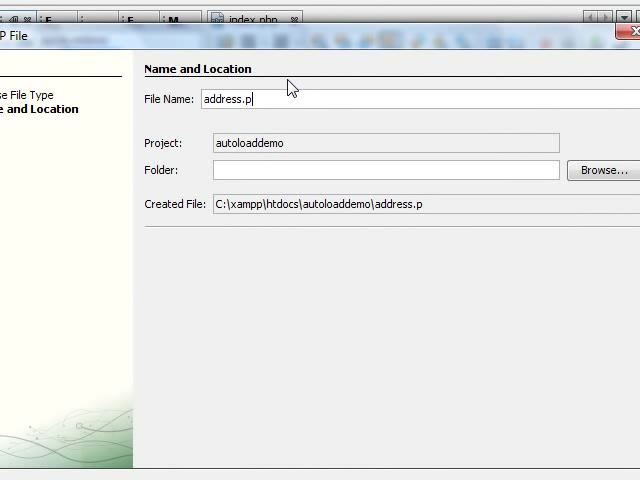 index.php
P File
Name and Location
se File Type
e and Location
File Name: address.p
Project: autoloaddemo
Folder:
Browse...
Created File: C:\xampp\htdocs\autoloaddemo\address.p